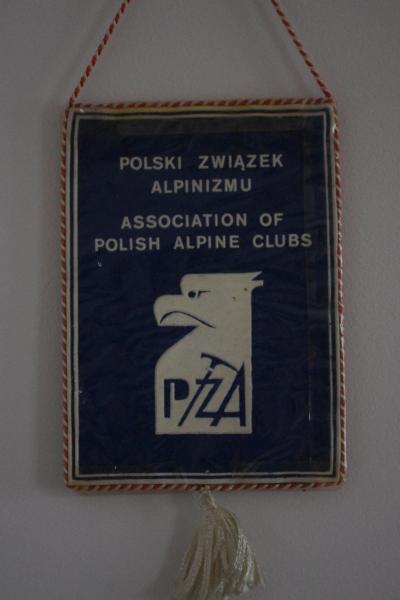 POLSKI ZWIĄZEK
ALPINIZMU
ASSOCIATION OF
POLISH ALPINE CLUBS
PZA